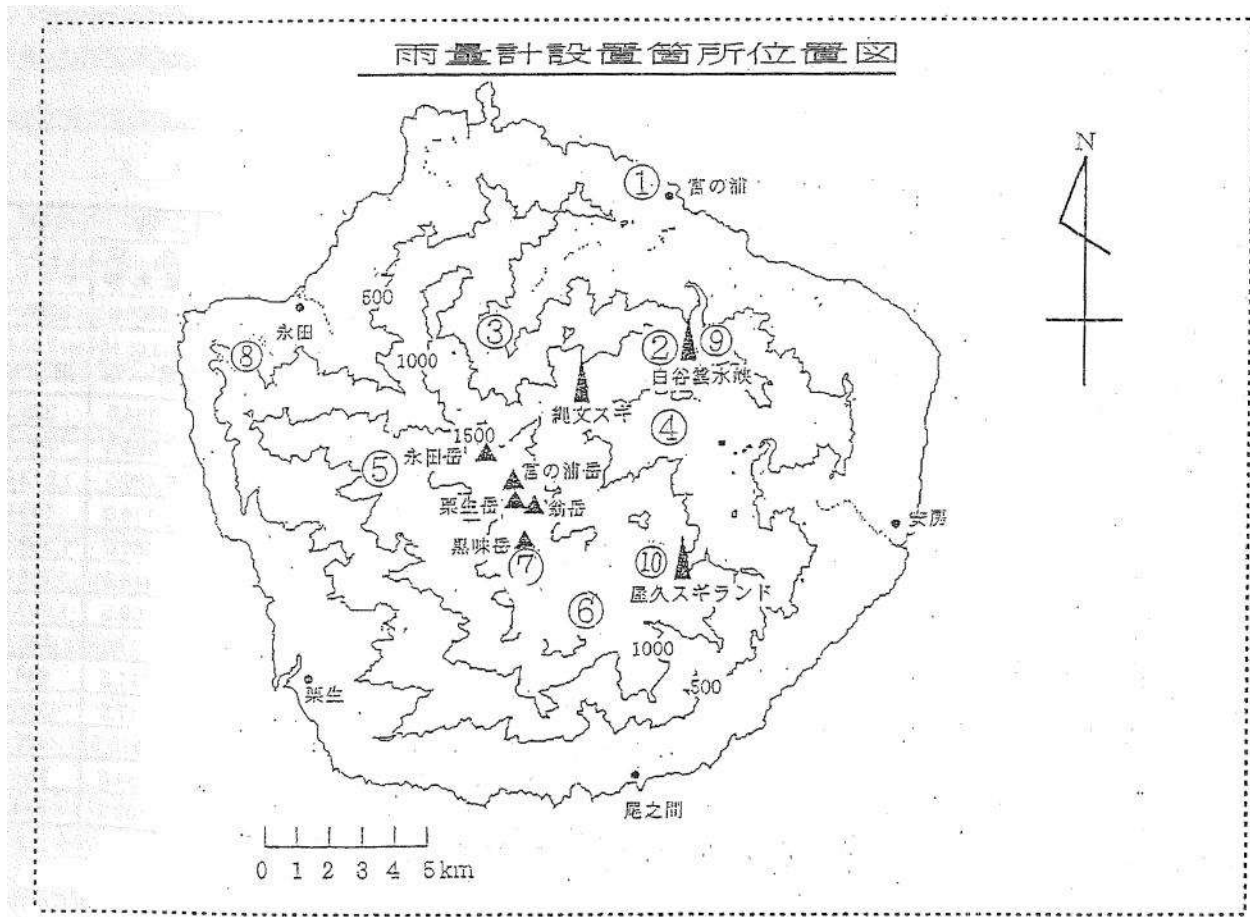 雨量計設置箇所位置図
N
① 宮の浦
500
永田
③
② ⑨
⑧
1000
白谷雲水峡
縄文スギ
④
1500
永田岳
⑤
宮の浦岳
栗生岳
翁岳
安房
黒味岳
⑦
⑩
屋久スギランド
⑥
1000
500
栗生
尾之間
0 1 2 3 4 5km